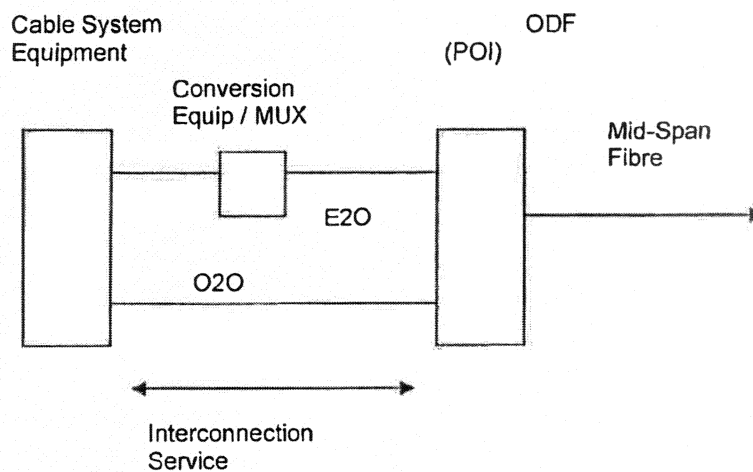 Cable System
Equipment
ODF
(POI)
Conversion
Equip / MUX
Mid-Span
Fibre
E2O
O2O
Interconnection
Service